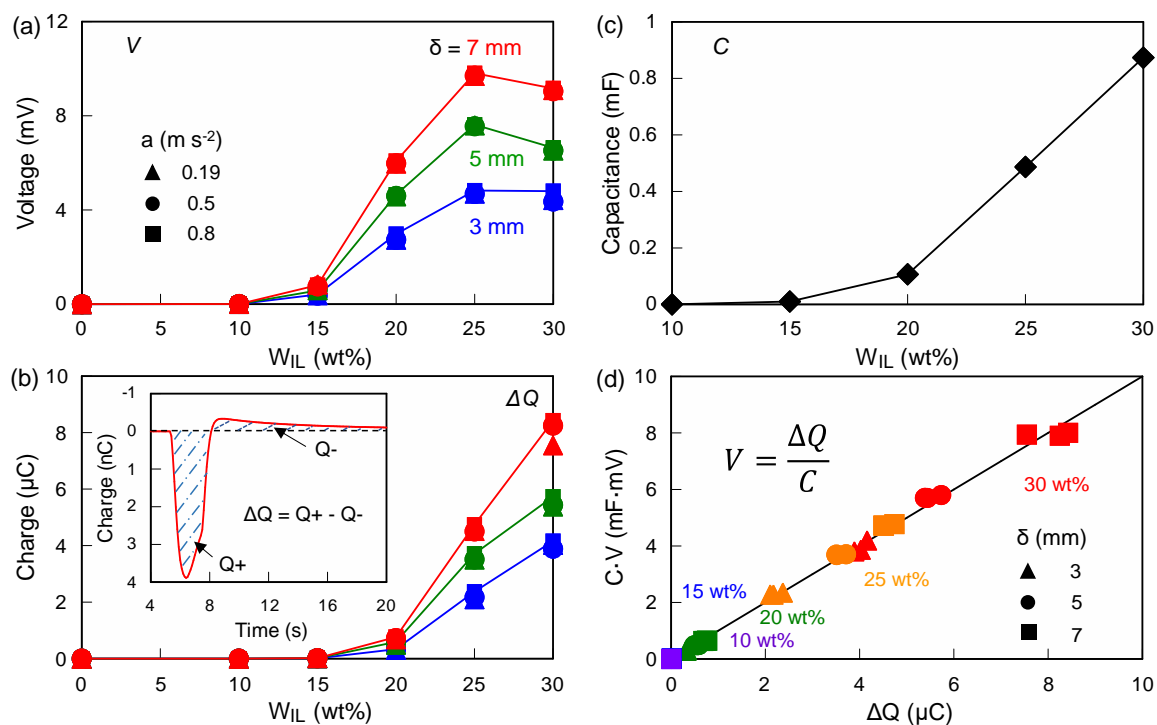 (a)
V
δ = 7 mm
5 mm
3 mm
a (m s⁻²)
0.19
0.5
0.8
Voltage (mV)
12
8
4
0
0 5 10 15 20 25 30
W_IL (wt%)
(c)
C
Capacitance (mF)
1
0.8
0.6
0.4
0.2
0
10 15 20 25 30
W_IL (wt%)
(b)
ΔQ
Charge (µC)
10
8
6
4
2
0
0 5 10 15 20 25 30
W_IL (wt%)
Charge (nC)
-1
0
1
2
3
4
4 8 12 16 20
Time (s)
Q-
ΔQ = Q+ - Q-
Q+
(d)
V = ΔQ/C
C·V (mF·mV)
10
8
6
4
2
0
0 2 4 6 8 10
ΔQ (µC)
30 wt%
25 wt%
15 wt%
20 wt%
10 wt%
δ (mm)
3
5
7